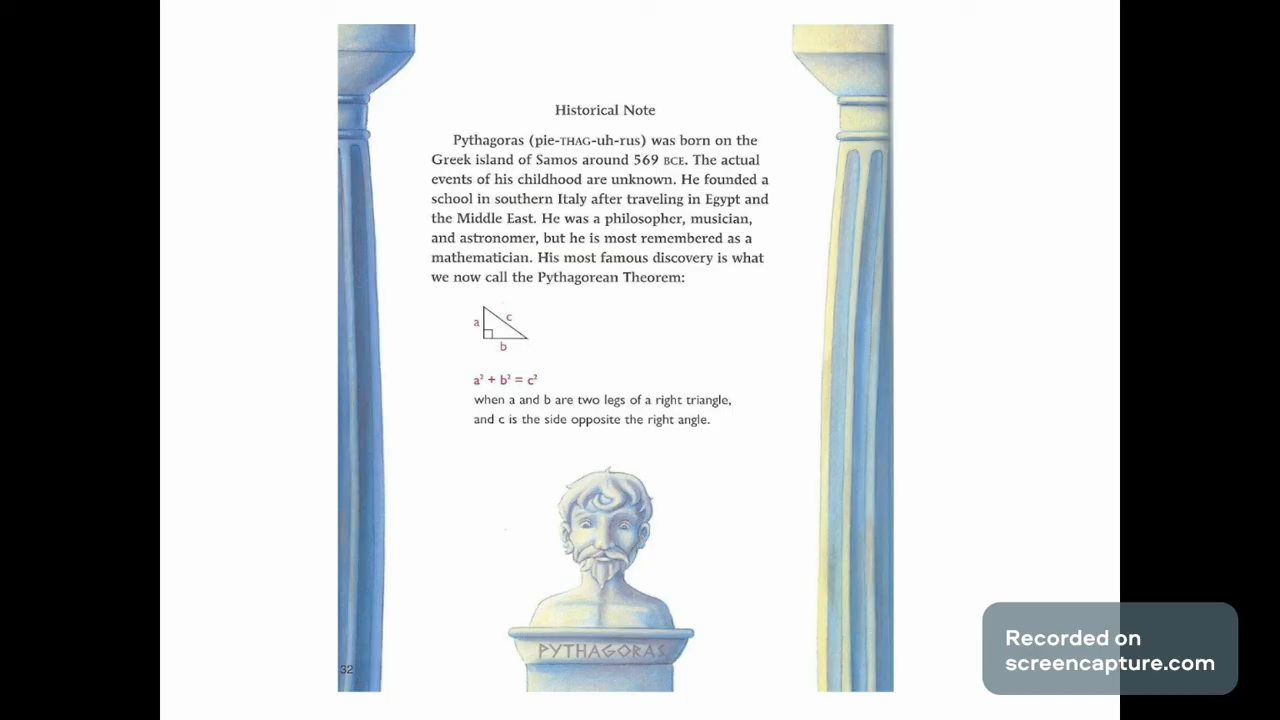 Historical Note
Pythagoras (pie-THAG-uh-rus) was born on the
Greek island of Samos around 569 BCE. The actual
events of his childhood are unknown. He founded a
school in southern Italy after traveling in Egypt and
the Middle East. He was a philosopher, musician,
and astronomer, but he is most remembered as a
mathematician. His most famous discovery is what
we now call the Pythagorean Theorem:
a
c
b
a² + b² = c²
when a and b are two legs of a right triangle,
and c is the side opposite the right angle.
PYTHAGORAS
32
Recorded on
screencapture.com